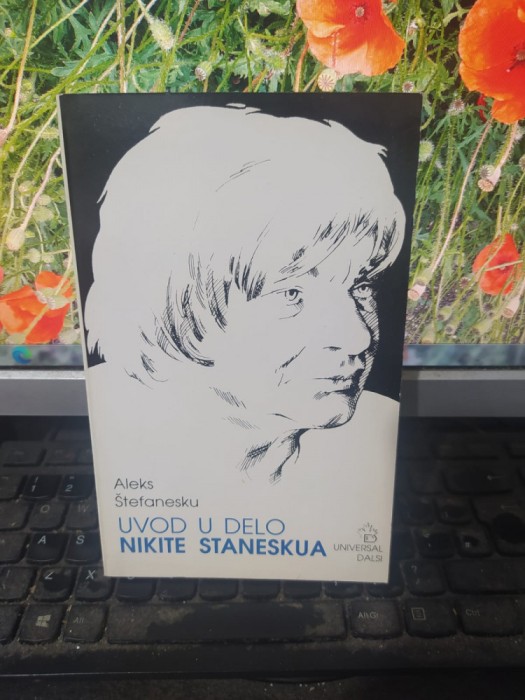 Aleks
Štefanesku
UVOD U DELO
NIKITE STANESKUA
UNIVERSAL
DALSI